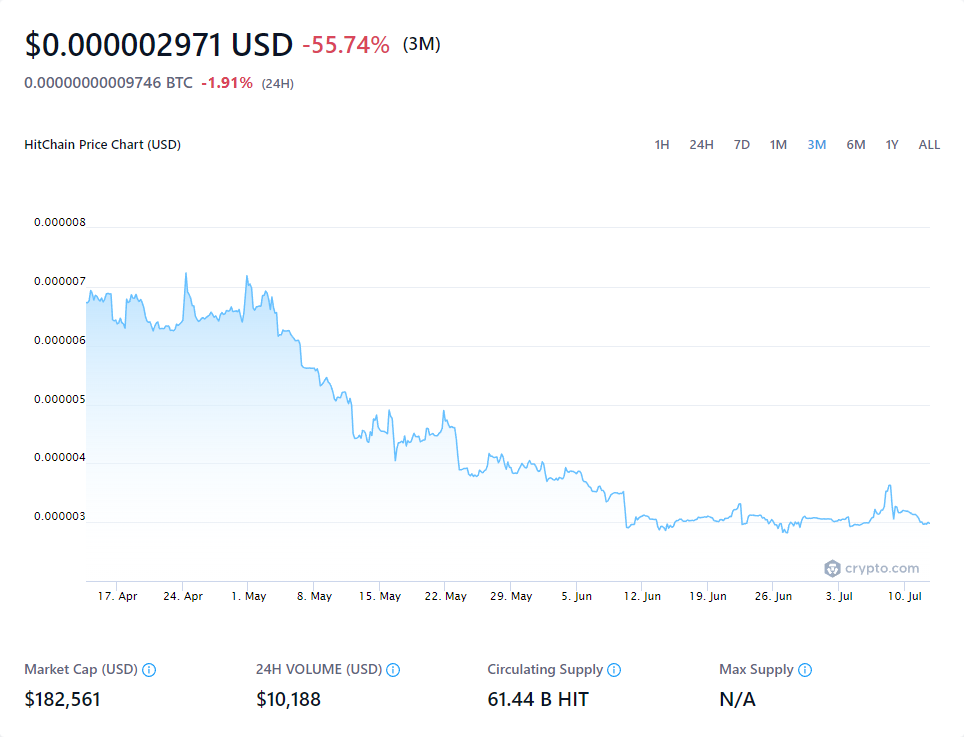 $0.000002971 USD -55.74% (3M)
0.00000000009746 BTC -1.91% (24H)
HitChain Price Chart (USD) 1H 24H 7D 1M 3M 6M 1Y ALL
0.000008
0.000007
0.000006
0.000005
0.000004
0.000003
crypto.com
17. Apr 24. Apr 1. May 8. May 15. May 22. May 29. May 5. Jun 12. Jun 19. Jun 26. Jun 3. Jul 10. Jul
Market Cap (USD) 24H VOLUME (USD) Circulating Supply Max Supply
$182,561 $10,188 61.44 B HIT N/A